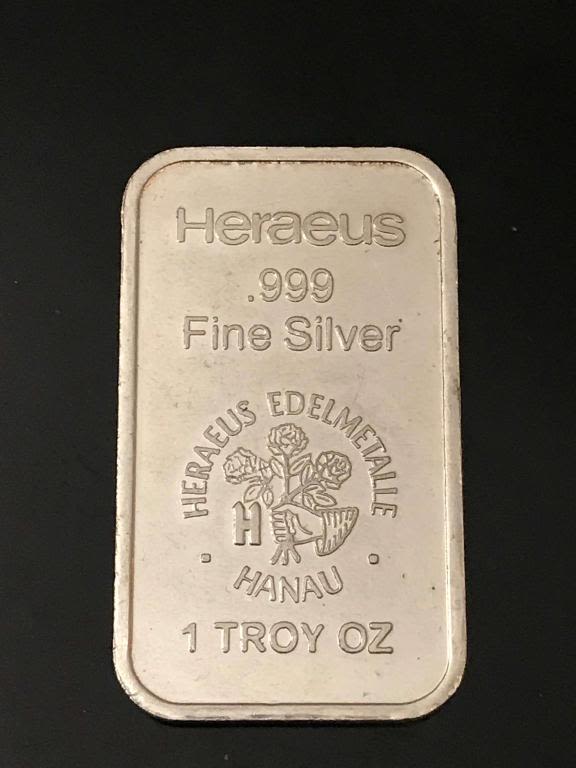 Heraeus
.999
Fine Silver
HERAEUS EDELMETALLE
H
· HANAU ·
1 TROY OZ